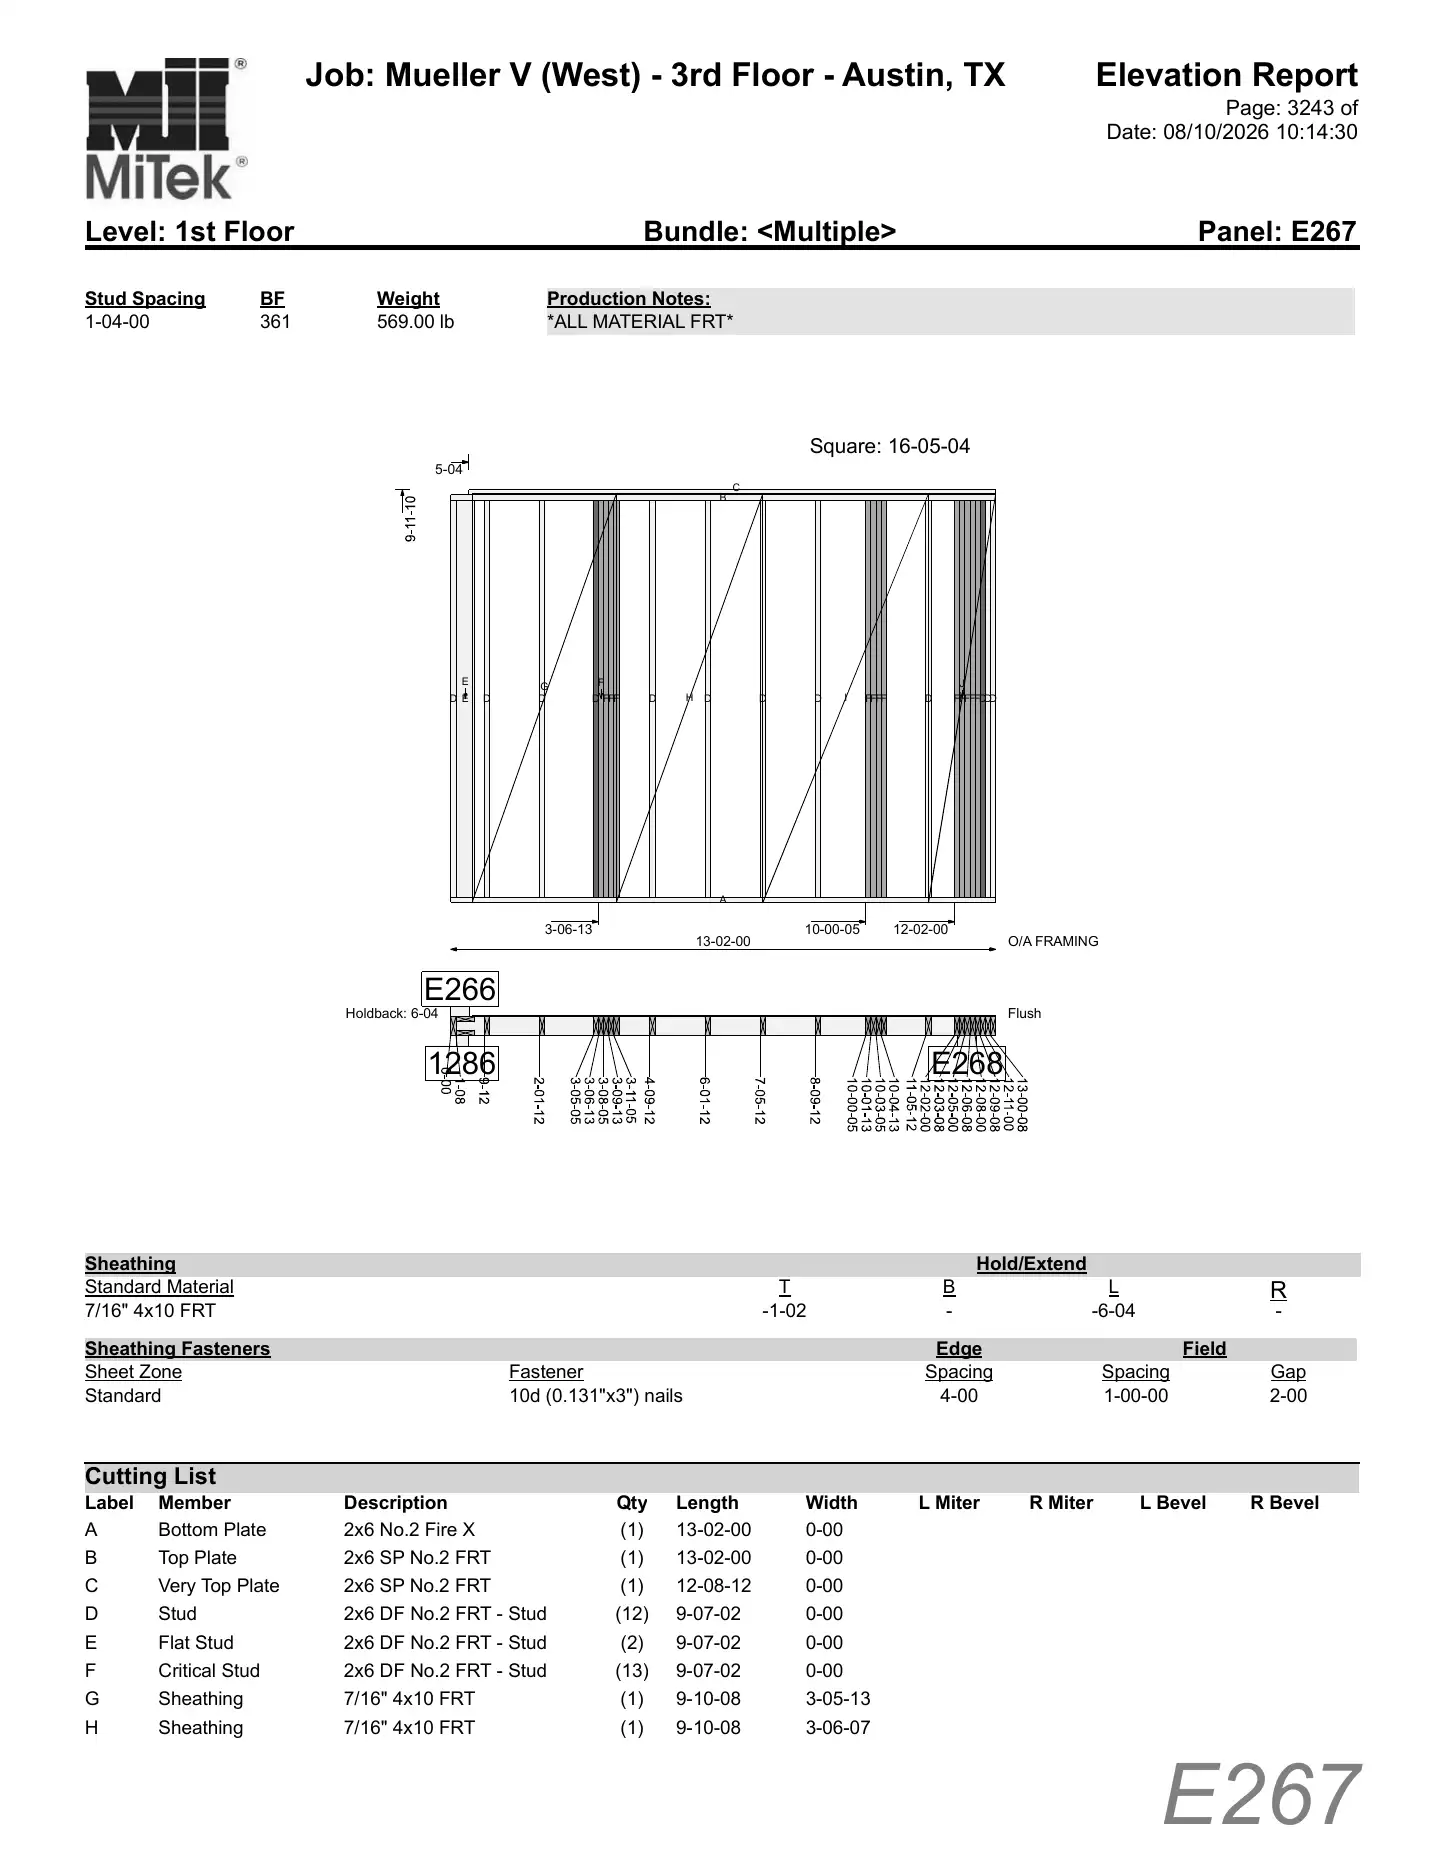 Job: Mueller V (West) - 3rd Floor - Austin, TX
Elevation Report
Page: 3243 of
Date: 08/10/2026 10:14:30
MiTek®
Level: 1st Floor Bundle: <Multiple> Panel: E267
Stud Spacing BF Weight Production Notes:
1-04-00 361 569.00 lb *ALL MATERIAL FRT*
Square: 16-05-04
5-04
9-11-10
C
B
E
G
F
J
D E D D F F F F D H D D D I F F F F D
A
3-06-13 10-00-05 12-02-00
13-02-00 O/A FRAMING
E266
Holdback: 6-04 Flush
1286 E268
0-00
1-08
9-12
2-01-12
3-05-05
3-06-13
3-08-05
3-09-13
3-11-05
4-09-12
6-01-12
7-05-12
8-09-12
10-00-05
10-01-13
10-03-05
10-04-13
11-05-12
12-02-00
12-03-08
12-05-00
12-06-08
12-08-00
12-09-08
12-11-00
13-00-08
Sheathing Hold/Extend
Standard Material T B L R
7/16" 4x10 FRT -1-02 - -6-04 -
Sheathing Fasteners Edge Field
Sheet Zone Fastener Spacing Spacing Gap
Standard 10d (0.131"x3") nails 4-00 1-00-00 2-00
Cutting List
Label Member Description Qty Length Width L Miter R Miter L Bevel R Bevel
A Bottom Plate 2x6 No.2 Fire X (1) 13-02-00 0-00
B Top Plate 2x6 SP No.2 FRT (1) 13-02-00 0-00
C Very Top Plate 2x6 SP No.2 FRT (1) 12-08-12 0-00
D Stud 2x6 DF No.2 FRT - Stud (12) 9-07-02 0-00
E Flat Stud 2x6 DF No.2 FRT - Stud (2) 9-07-02 0-00
F Critical Stud 2x6 DF No.2 FRT - Stud (13) 9-07-02 0-00
G Sheathing 7/16" 4x10 FRT (1) 9-10-08 3-05-13
H Sheathing 7/16" 4x10 FRT (1) 9-10-08 3-06-07
E267